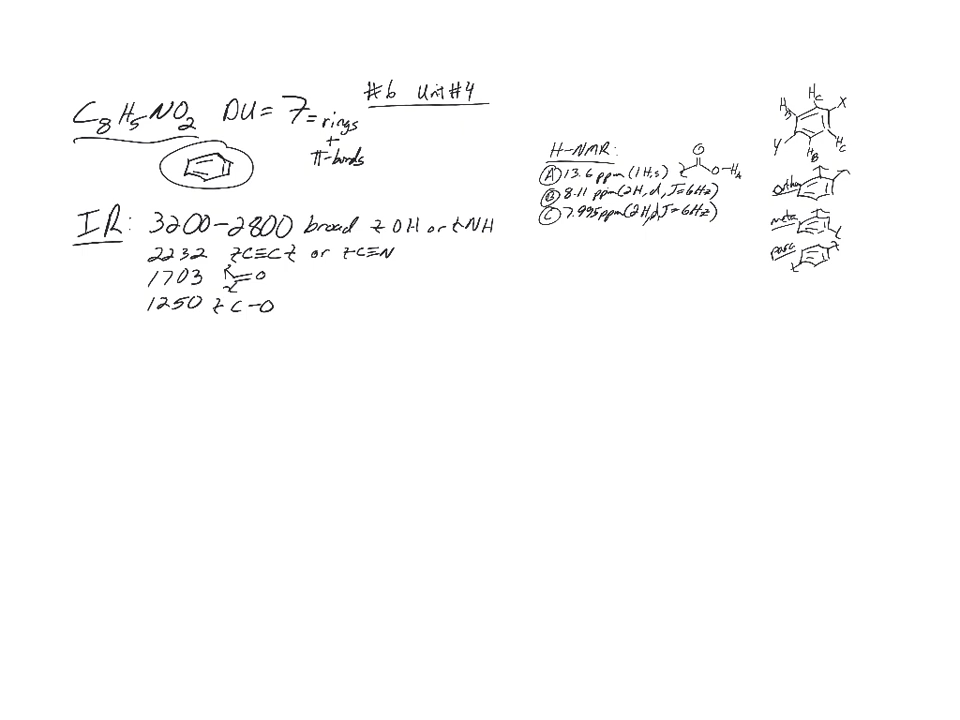 #6 Unit #4
C8H5NO2 DU = 7 = rings
+
π-bonds
IR: 3200-2800 broad OH or NH
2232 C≡C or C≡N
1703 =O
1250 C-O
H-NMR:
A 13.6 ppm (1H,s) O O-HA
B 8.11 ppm (2H, d, J=6Hz)
C 7.995 ppm (2H, d, J=6Hz)
HC
HB X
Y HB HC
ortho
meta
para